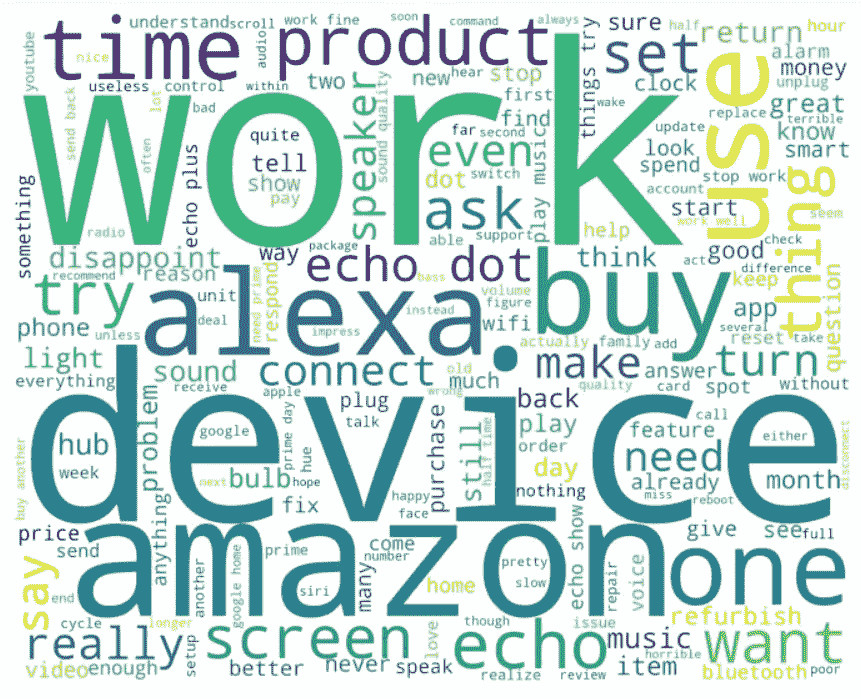 work
device
amazon
alexa
buy
use
time
product
set
thing
one
echo
screen
want
really
say
try
ask
even
speaker
echo dot
connect
make
turn
need
understand
scroll
work fine
soon
command
always
sure
half
return
hour
youtube
nice
audio
useless
control
within
two
new
hear
stop
things try
clock
alarm
money
unplug
send back
often
lot
bad
quite
tell
show
pay
sound quality
first
find
far
second
switch
dot
play music
wake
look
spend
update
replace
great
terrible
know
smart
account
stop work
start
work well
seem
something
radio
echo plus
disappoint
recommend
reason
way
package
able
support
help
think
act
good
check
difference
keep
question
unit
deal
need prime
respond
bass
volume
figure
impress
instead
wifi
actually
family
add
app
several
reset
take
phone
unless
light
everything
sound
receive
apple
old
wrong
much
back
quality
card
answer
spot
without
plug
talk
purchase
play
order
call
feature
either
disconnect
hub
week
problem
google
prime day
hue
bulb
next
hope
fix
happy
face
still
half time
day
nothing
already
miss
reboot
month
buy another
price
send
anything
another
google home
prime
siri
come
number
many
home
pretty
slow
echo show
repair
voice
give
see
full
end
cycle
longer
setup
video
enough
better
never
speak
love
though
realize
issue
review
music
item
horrible
refurbish
bluetooth
poor